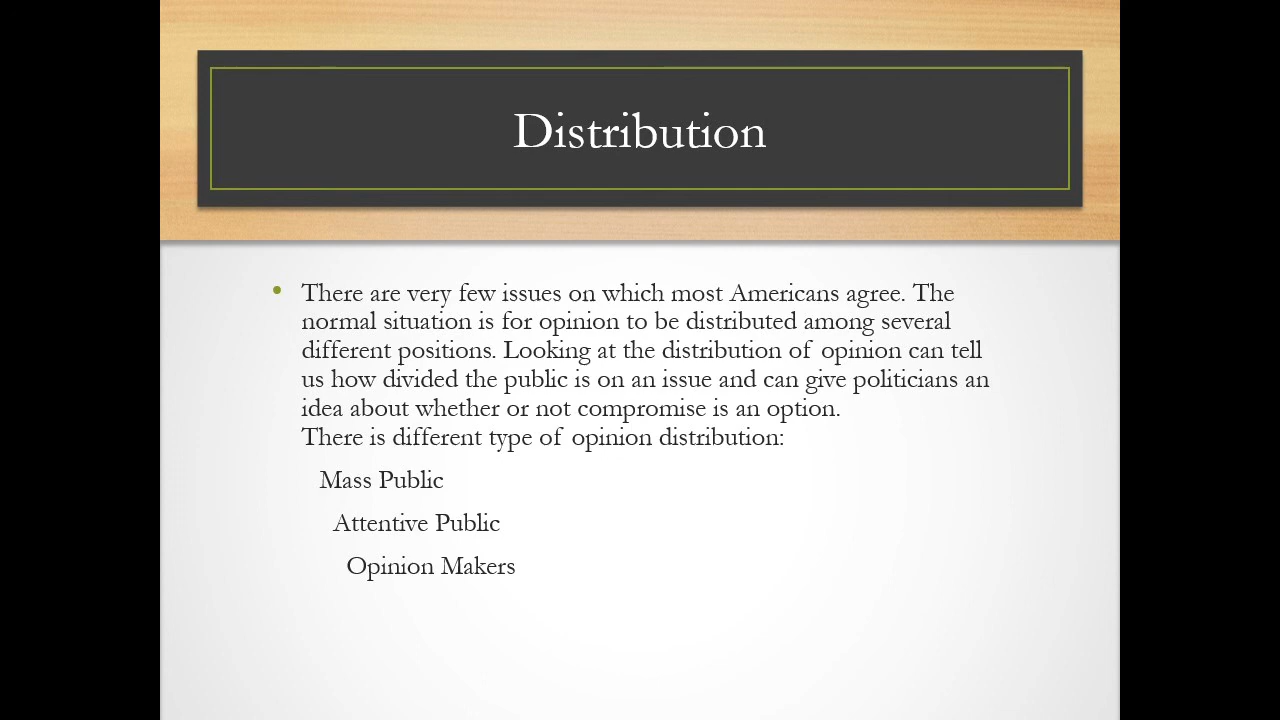 Distribution
There are very few issues on which most Americans agree. The
normal situation is for opinion to be distributed among several
different positions. Looking at the distribution of opinion can tell
us how divided the public is on an issue and can give politicians an
idea about whether or not compromise is an option.
There is different type of opinion distribution:
Mass Public
Attentive Public
Opinion Makers